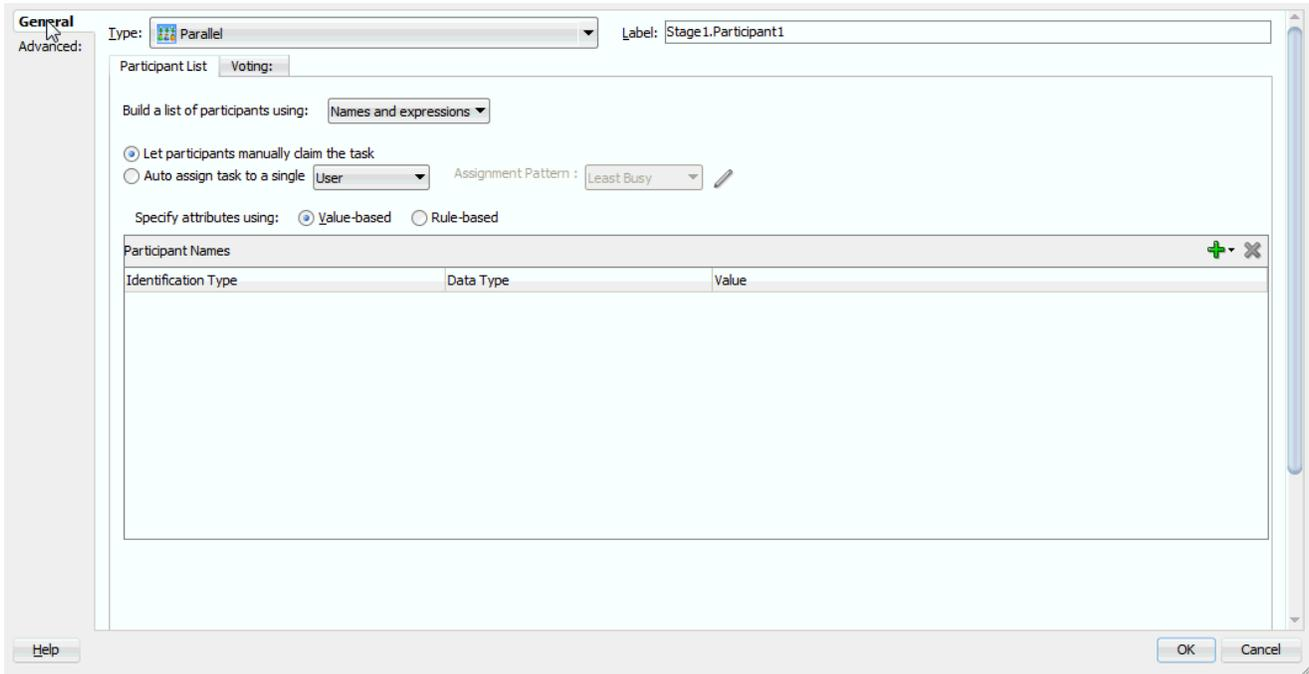 General
Advanced:
Type: Parallel Label: Stage1.Participant1
Participant List Voting:
Build a list of participants using: Names and expressions
Let participants manually claim the task
Auto assign task to a single User Assignment Pattern : Least Busy
Specify attributes using: Value-based Rule-based
Participant Names
Identification Type Data Type Value
Help OK Cancel